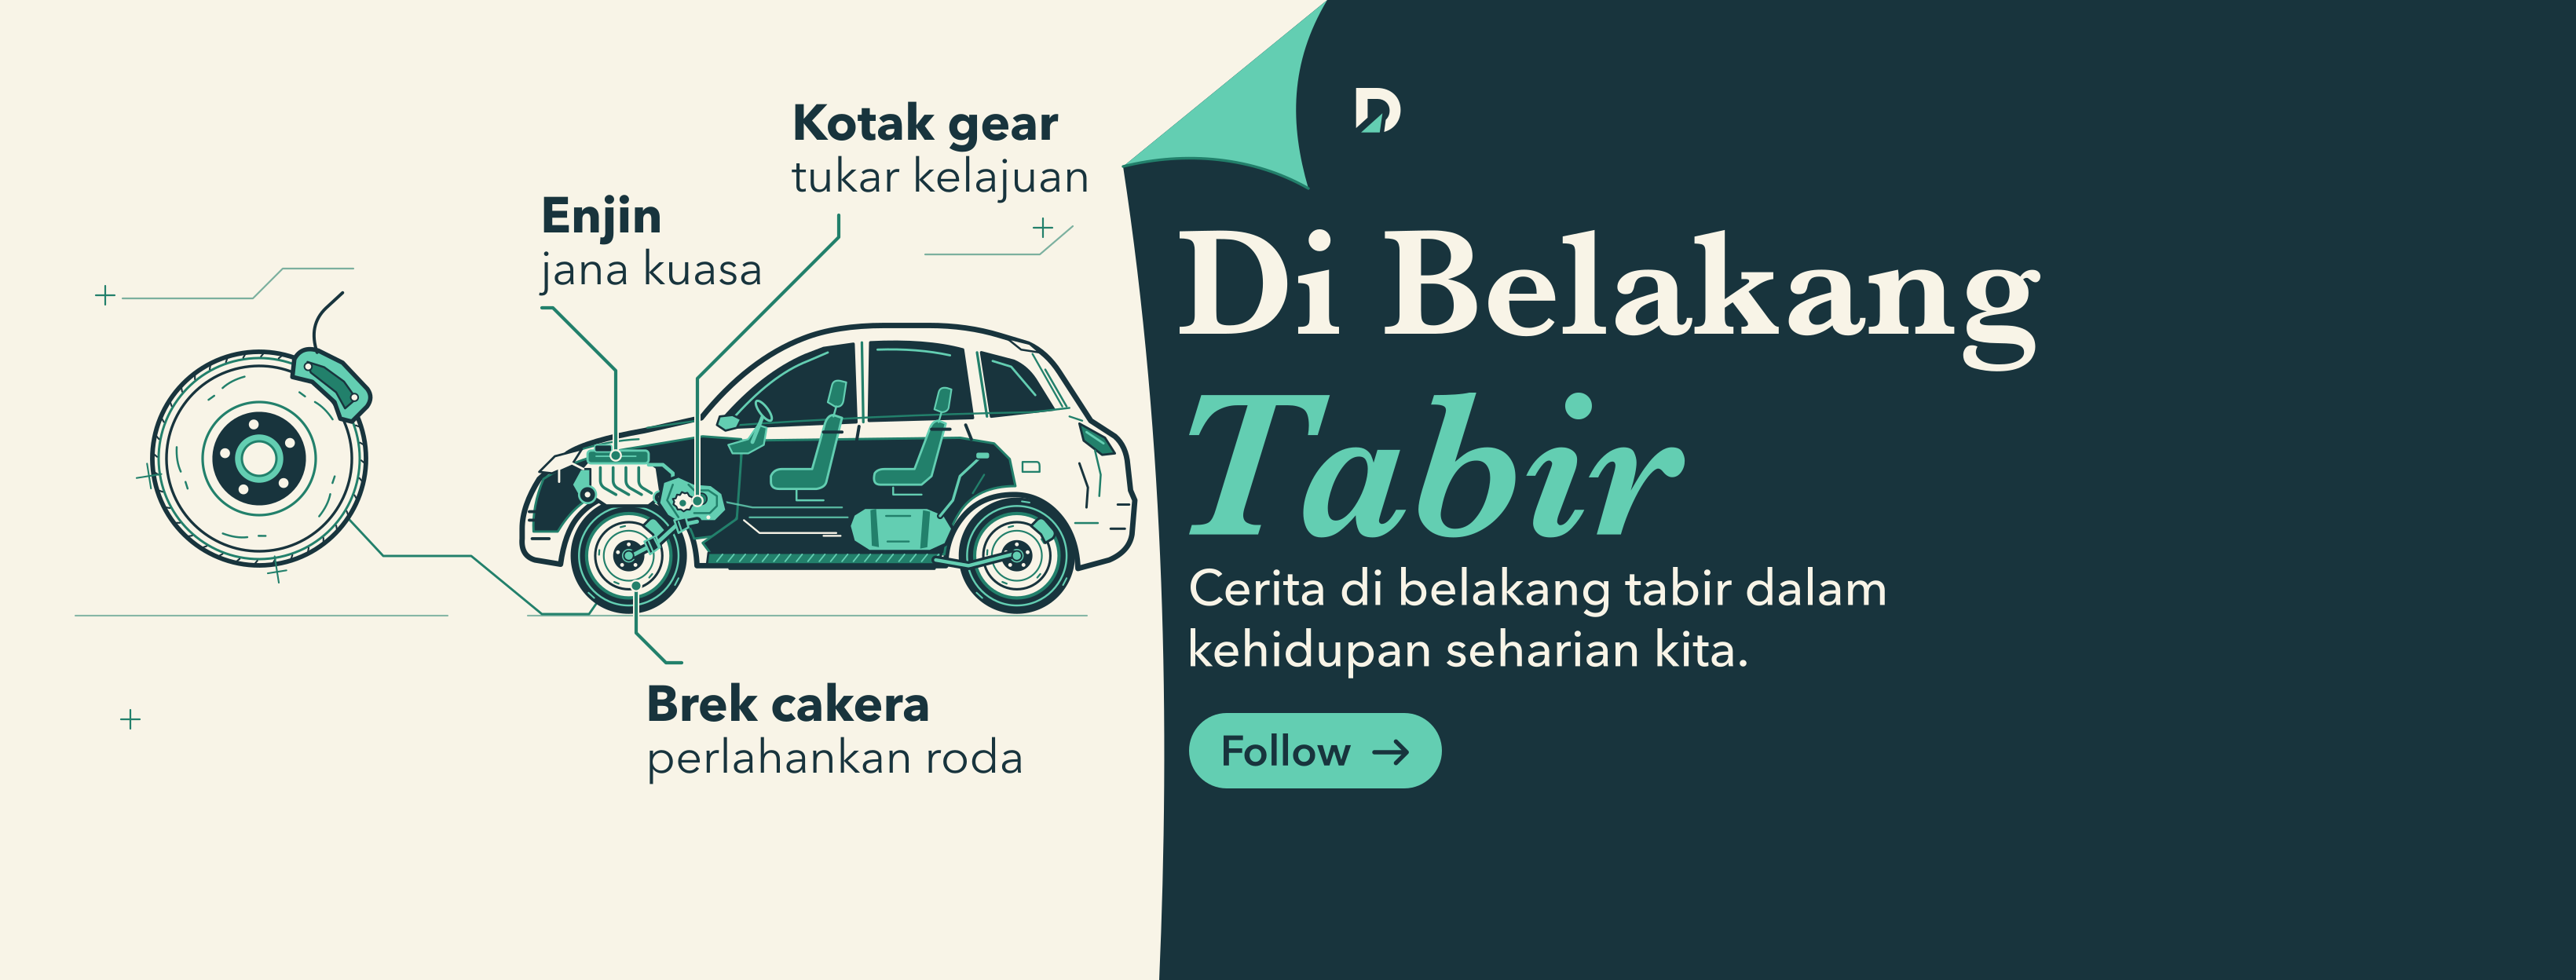 Kotak gear
tukar kelajuan
Enjin
jana kuasa
Brek cakera
perlahankan roda
D
Di Belakang
Tabir
Cerita di belakang tabir dalam
kehidupan seharian kita.
Follow →